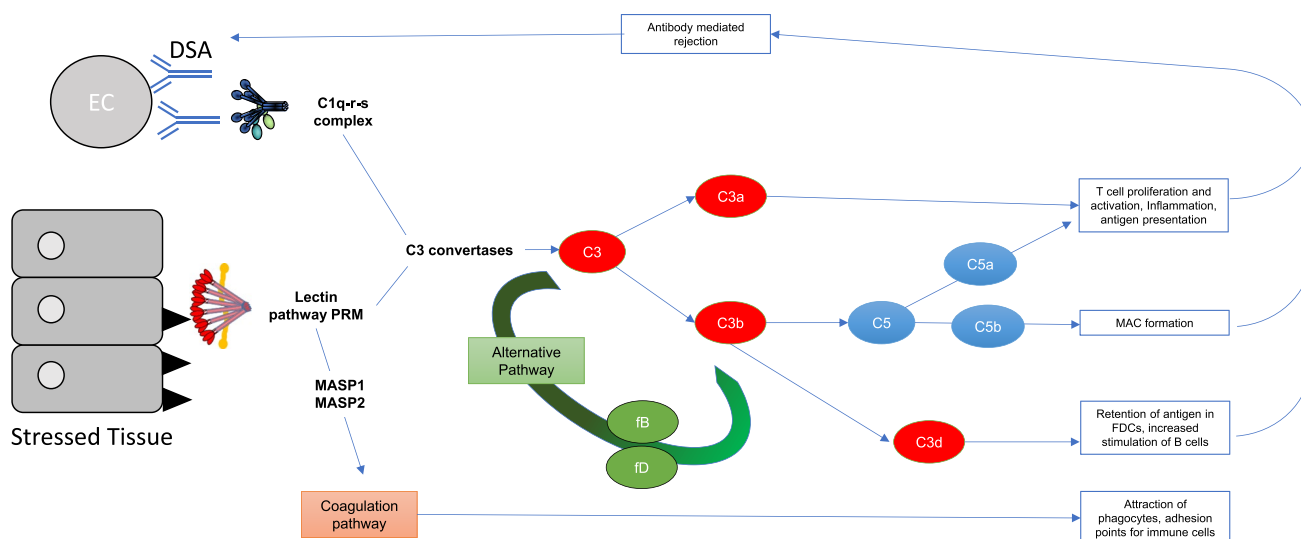 Antibody mediated
rejection
DSA
EC
C1q-r-s
complex
C3a
T cell proliferation and
activation, Inflammation,
antigen presentation
C3 convertases
C3
C5a
Lectin
pathway PRM
C3b
C5
C5b
MAC formation
Alternative
Pathway
MASP1
MASP2
fB
fD
C3d
Retention of antigen in
FDCs, increased
stimulation of B cells
Stressed Tissue
Coagulation
pathway
Attraction of
phagocytes, adhesion
points for immune cells